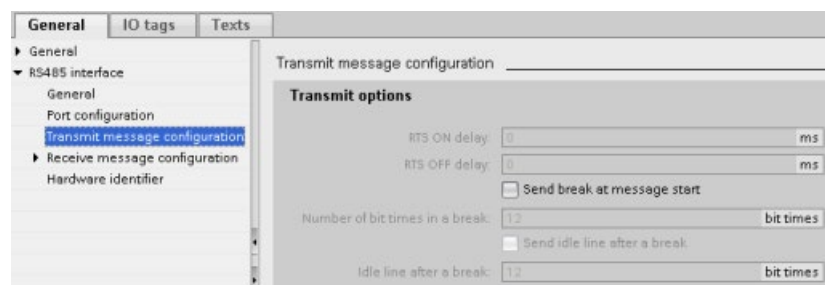 General IO tags Texts
General
RS485 interface
General
Port configuration
Transmit message configuration
Receive message configuration
Hardware identifier
Transmit message configuration
Transmit options
RTS ON delay: 0 ms
RTS OFF delay: 0 ms
Send break at message start
Number of bit times in a break: 12 bit times
Send idle line after a break
Idle line after a break: 12 bit times